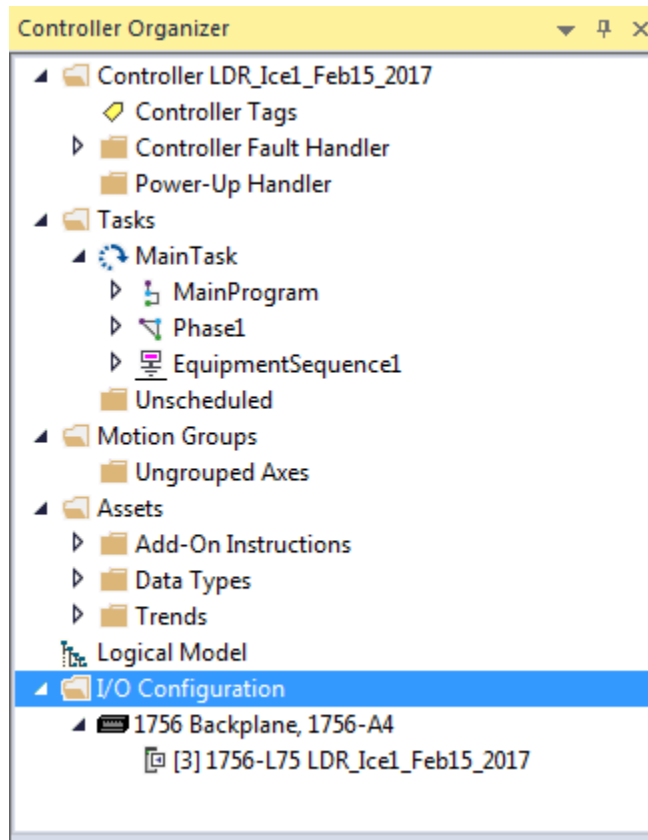 Controller Organizer
Controller LDR_Ice1_Feb15_2017
Controller Tags
Controller Fault Handler
Power-Up Handler
Tasks
MainTask
MainProgram
Phase1
EquipmentSequence1
Unscheduled
Motion Groups
Ungrouped Axes
Assets
Add-On Instructions
Data Types
Trends
Logical Model
I/O Configuration
1756 Backplane, 1756-A4
[3] 1756-L75 LDR_Ice1_Feb15_2017